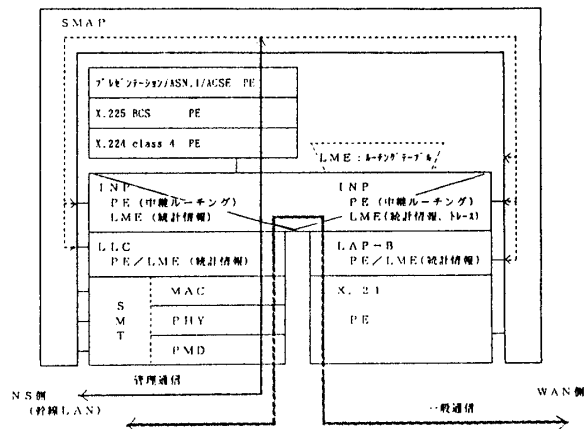 SMAP
プレゼンテーション/ASN.1/ACSE PE
X.225 BCS PE
X.224 class 4 PE
LME：ルーチングテーブル
INP
PE (中継ルーチング)
LME (統計情報)
INP
PE (中継ルーチング)
LME(統計情報、トレース)
LLC
PE／LME (統計情報)
LAP－B
PE／LME(統計情報)
SMT
MAC
PHY
PMD
X.21
PE
管理通信
NS側
(幹線LAN)
WAN側
一般通信